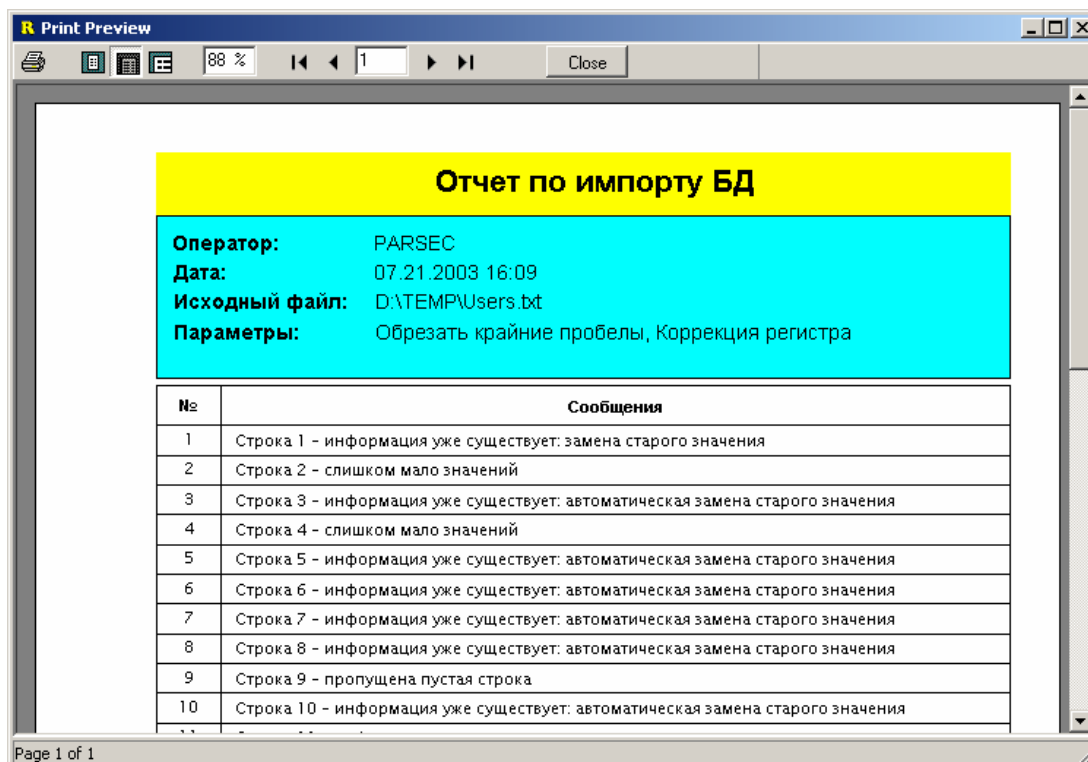 R Print Preview
88 % 1 Close
Отчет по импорту БД
Оператор: PARSEC
Дата: 07.21.2003 16:09
Исходный файл: D:\TEMP\Users.txt
Параметры: Обрезать крайние пробелы, Коррекция регистра
№ Сообщения
1 Строка 1 - информация уже существует: замена старого значения
2 Строка 2 - слишком мало значений
3 Строка 3 - информация уже существует: автоматическая замена старого значения
4 Строка 4 - слишком мало значений
5 Строка 5 - информация уже существует: автоматическая замена старого значения
6 Строка 6 - информация уже существует: автоматическая замена старого значения
7 Строка 7 - информация уже существует: автоматическая замена старого значения
8 Строка 8 - информация уже существует: автоматическая замена старого значения
9 Строка 9 - пропущена пустая строка
10 Строка 10 - информация уже существует: автоматическая замена старого значения
Page 1 of 1